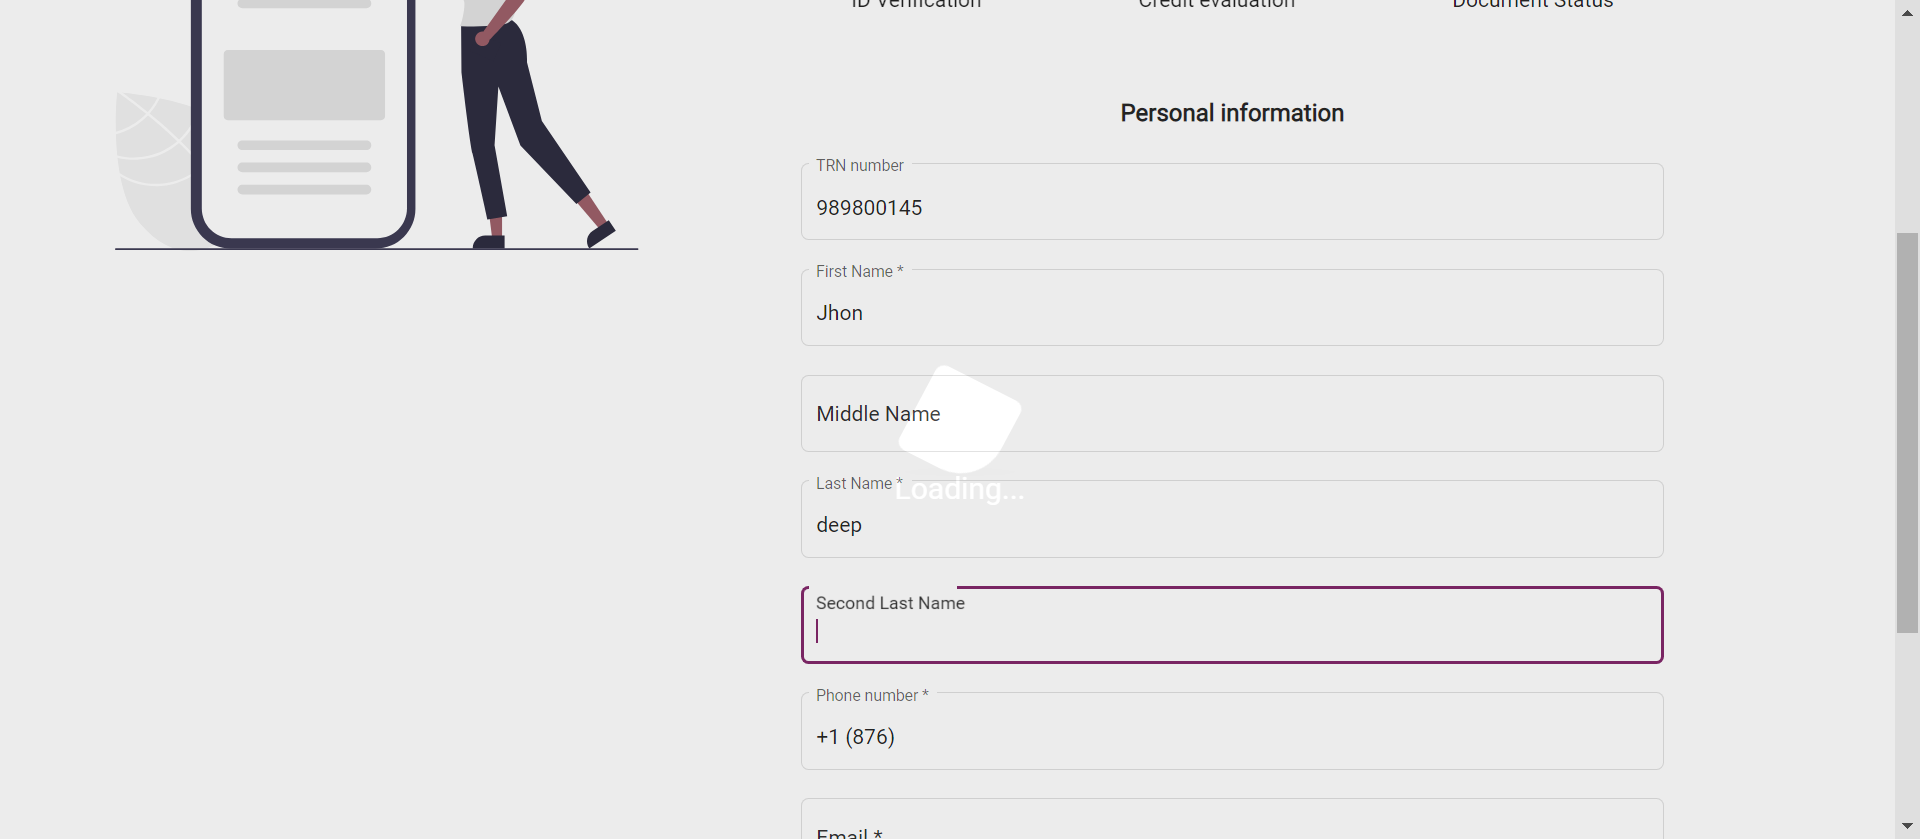 ID Verification
Credit evaluation
Document Status
Personal information
TRN number
989800145
First Name *
Jhon
Middle Name
Last Name *
Loading...
deep
Second Last Name
Phone number *
+1 (876)
Email *